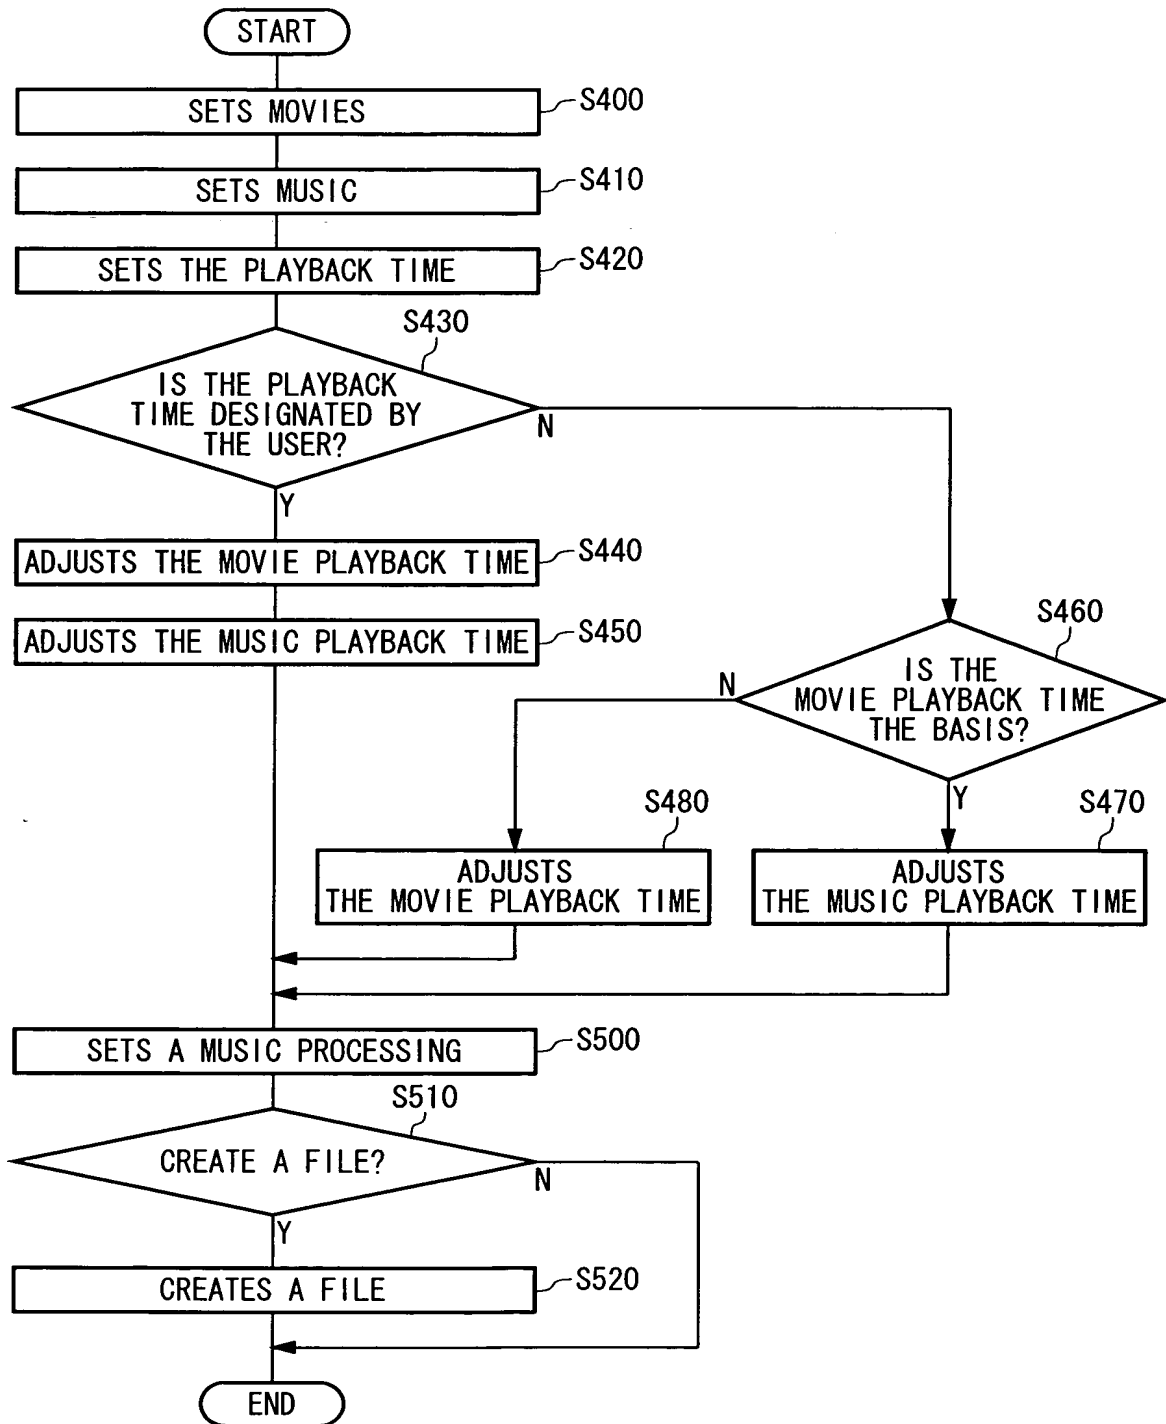 START
SETS MOVIES
S400
SETS MUSIC
S410
SETS THE PLAYBACK TIME
S420
S430
IS THE PLAYBACK
TIME DESIGNATED BY
THE USER?
N
Y
ADJUSTS THE MOVIE PLAYBACK TIME
S440
ADJUSTS THE MUSIC PLAYBACK TIME
S450
S460
IS THE
MOVIE PLAYBACK TIME
THE BASIS?
N
Y
S480
ADJUSTS
THE MOVIE PLAYBACK TIME
S470
ADJUSTS
THE MUSIC PLAYBACK TIME
SETS A MUSIC PROCESSING
S500
S510
CREATE A FILE?
N
Y
CREATES A FILE
S520
END